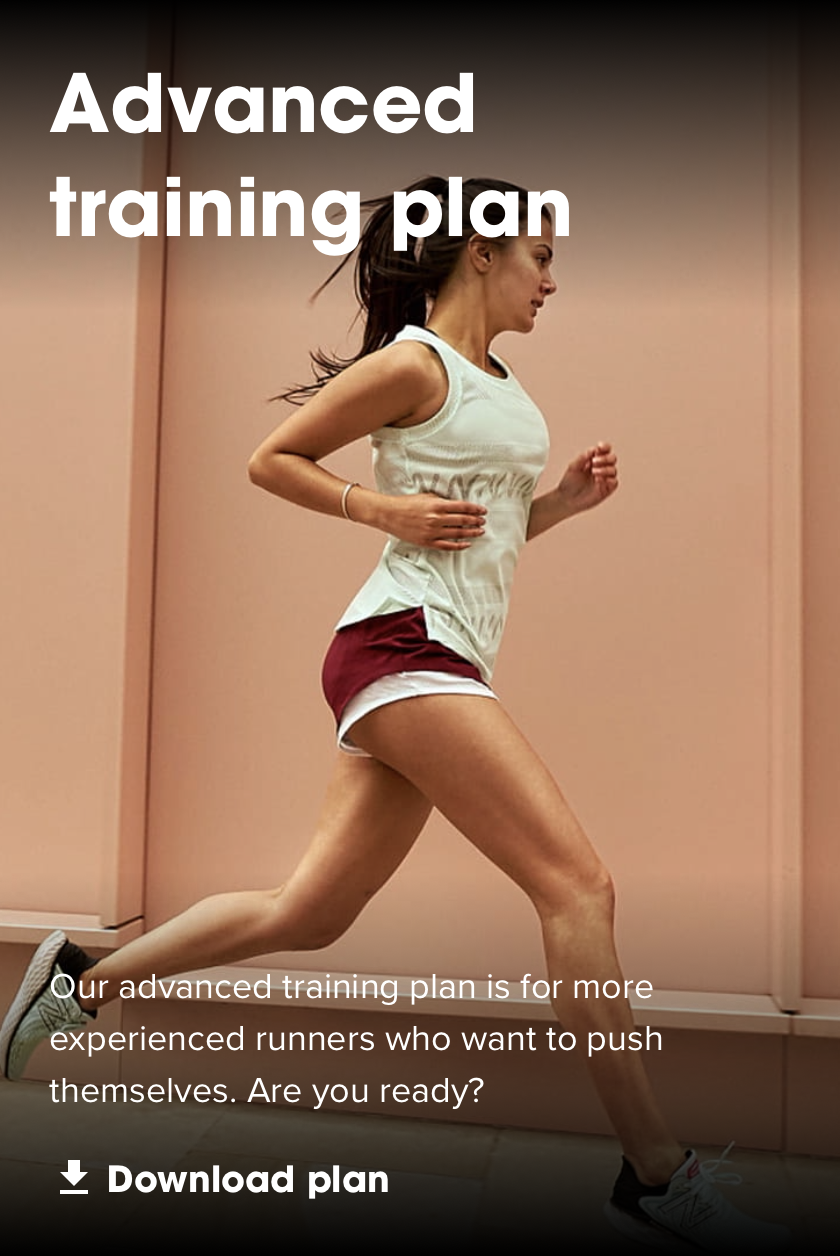 Advanced
training plan
Our advanced training plan is for more
experienced runners who want to push
themselves. Are you ready?
Download plan